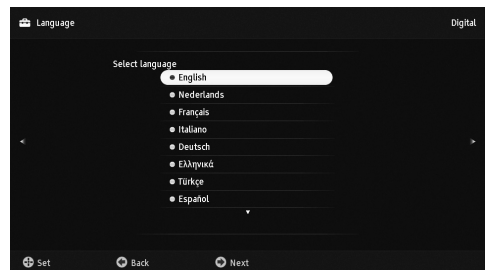 Language
Digital
Select language
English
Nederlands
Français
Italiano
Deutsch
Ελληνικά
Türkçe
Español
Set
Back
Next